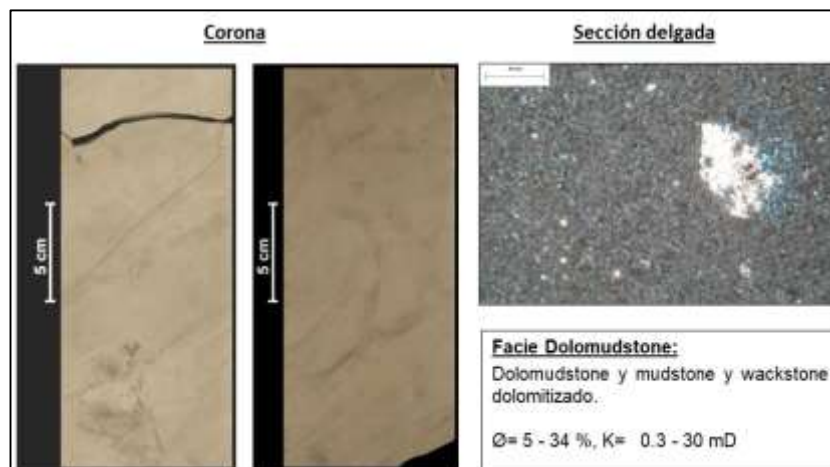 Corona
Sección delgada
5 cm
5 cm
Facie Dolomudstone:
Dolomudstone y mudstone y wackstone
dolomitizado.
Ø= 5 - 34 %, K= 0.3 - 30 mD